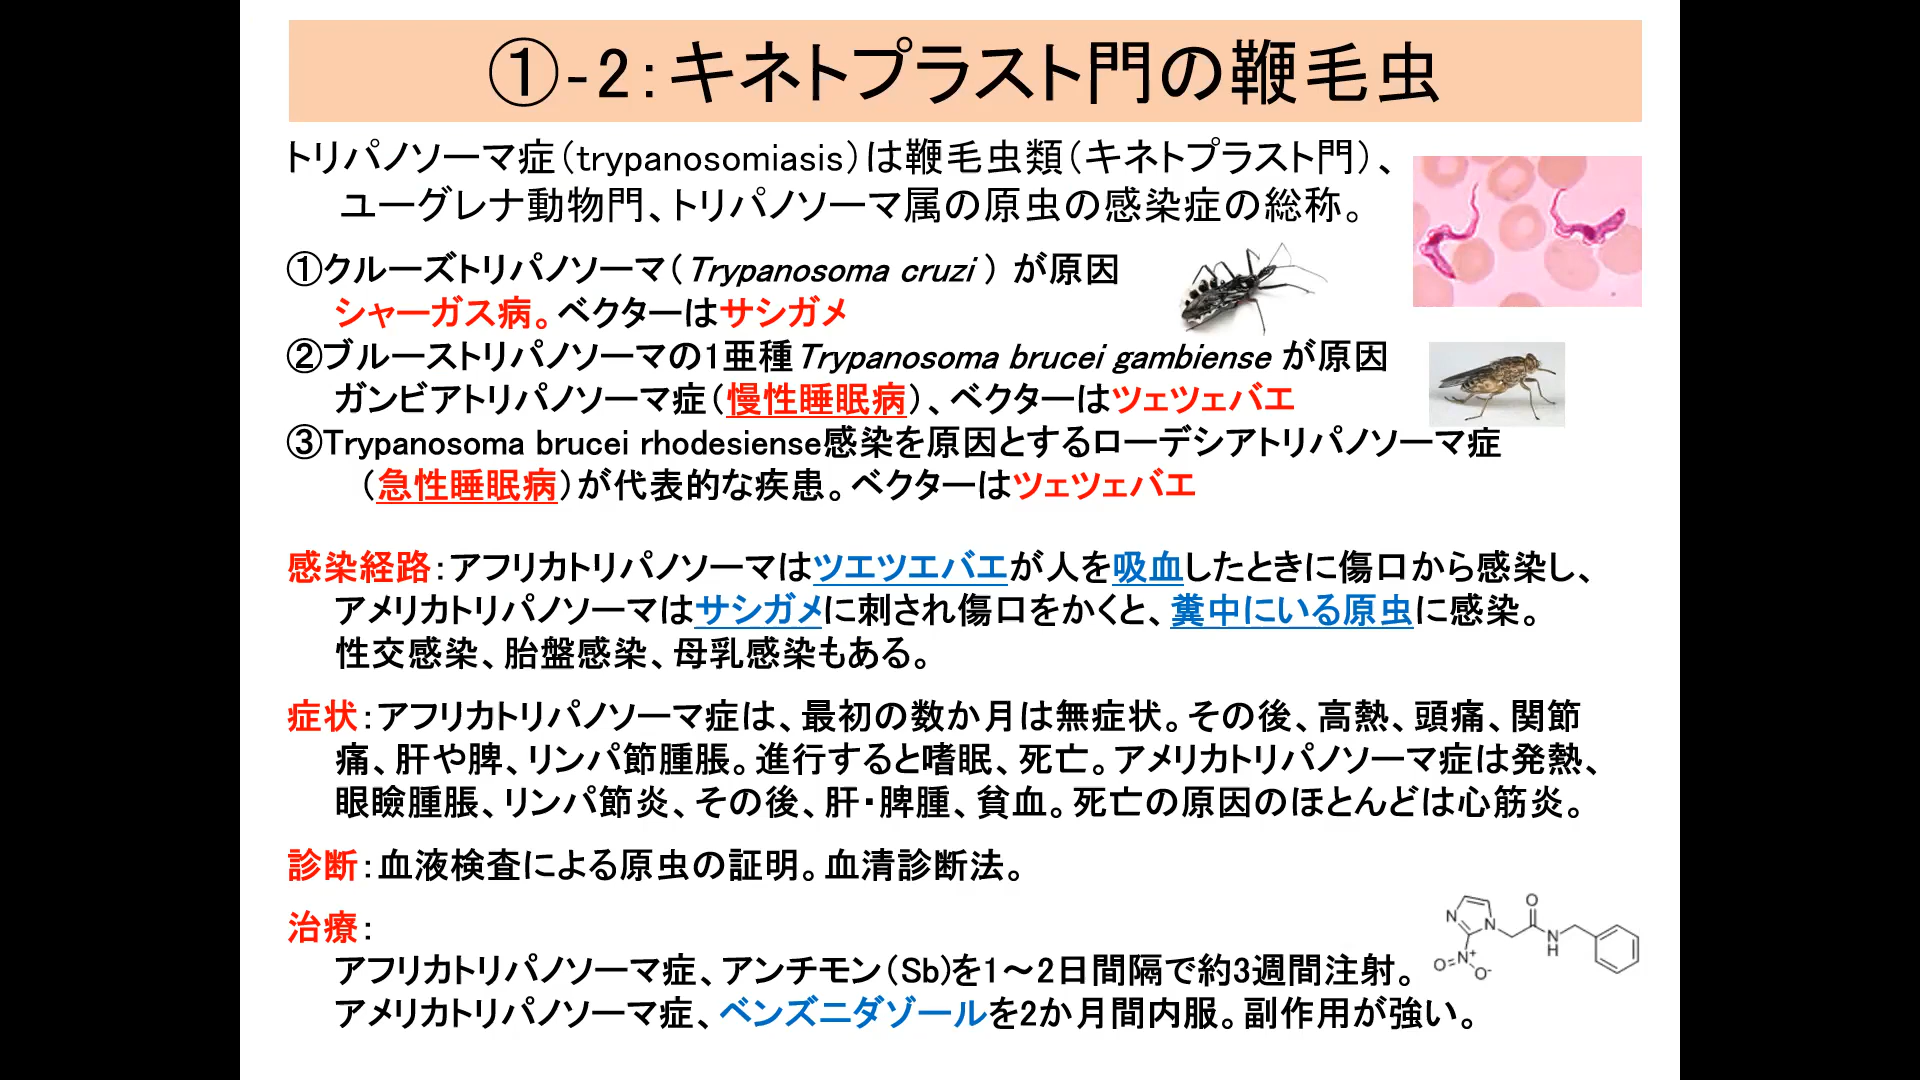 ①-2：キネトプラスト門の鞭毛虫
トリパノソーマ症（trypanosomiasis）は鞭毛虫類（キネトプラスト門）、
ユーグレナ動物門、トリパノソーマ属の原虫の感染症の総称。
①クルーズトリパノソーマ（Trypanosoma cruzi ） が原因
シャーガス病。ベクターはサシガメ
②ブルーストリパノソーマの1亜種Trypanosoma brucei gambiense が原因
ガンビアトリパノソーマ症（慢性睡眠病）、ベクターはツェツェバエ
③Trypanosoma brucei rhodesiense感染を原因とするローデシアトリパノソーマ症
（急性睡眠病）が代表的な疾患。ベクターはツェツェバエ
感染経路：アフリカトリパノソーマはツエツエバエが人を吸血したときに傷口から感染し、
アメリカトリパノソーマはサシガメに刺され傷口をかくと、糞中にいる原虫に感染。
性交感染、胎盤感染、母乳感染もある。
症状：アフリカトリパノソーマ症は、最初の数か月は無症状。その後、高熱、頭痛、関節
痛、肝や脾、リンパ節腫脹。進行すると嗜眠、死亡。アメリカトリパノソーマ症は発熱、
眼瞼腫脹、リンパ節炎、その後、肝・脾腫、貧血。死亡の原因のほとんどは心筋炎。
診断：血液検査による原虫の証明。血清診断法。
治療：
アフリカトリパノソーマ症、アンチモン（Sb)を1～2日間隔で約3週間注射。
アメリカトリパノソーマ症、ベンズニダゾールを2か月間内服。副作用が強い。
N
N
O
N
H
O=N+
O-